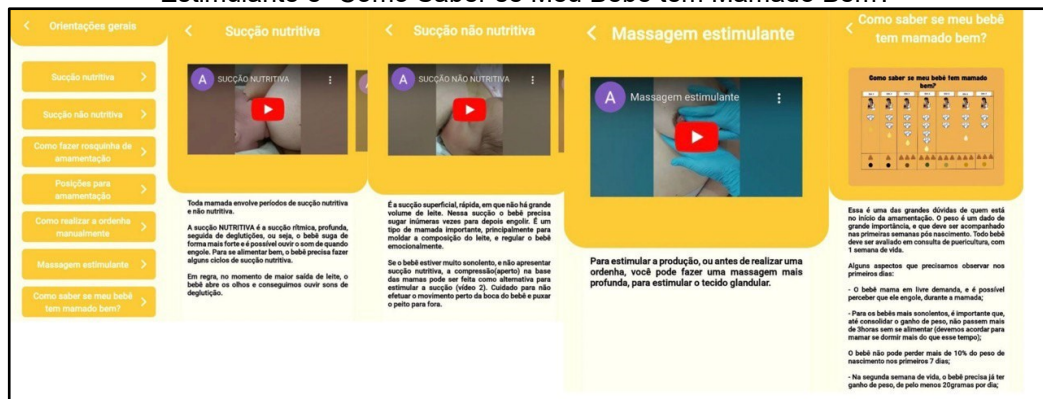 Estimulante e "Como Saber se Meu Bebê tem Mamado Bem?"
Orientações gerais
Sucção nutritiva
Sucção não nutritiva
Como fazer rosquinha de
amamentação
Posições para
amamentação
Como realizar a ordenha
manualmente
Massagem estimulante
Como saber se meu bebê
tem mamado bem?
Sucção nutritiva
A SUCÇÃO NUTRITIVA
Toda mamada envolve períodos de sucção nutritiva
e não nutritiva.
A sucção NUTRITIVA é a sucção rítmica, profunda,
seguida de deglutições, ou seja, o bebê suga de
forma mais forte e é possível ouvir o som de quando
engole. Para se alimentar bem, o bebê precisa fazer
alguns ciclos de sucção nutritiva.
Em regra, no momento de maior saída de leite, o
bebê abre os olhos e conseguimos ouvir sons de
deglutição.
Sucção não nutritiva
A SUCÇÃO NÃO NUTRITIVA
É a sucção superficial, rápida, em que não há grande
volume de leite. Nessa sucção o bebê precisa
sugar inúmeras vezes para depois engolir. É um
tipo de mamada importante, principalmente para
moldar a composição do leite, e regular o bebê
emocionalmente.
Se o bebê estiver muito sonolento, e não apresentar
sucção nutritiva, a compressão(aperto) na base
das mamas pode ser feita como alternativa para
estimular a sucção (vídeo 2). Cuidado para não
efetuar o movimento perto da boca do bebê e puxar
o peito para fora.
Massagem estimulante
A Massagem estimulante
Para estimular a produção, ou antes de realizar uma
ordenha, você pode fazer uma massagem mais
profunda, para estimular o tecido glandular.
Como saber se meu bebê
tem mamado bem?
Como saber se meu bebê tem mamado
bem?
Essa é uma das grandes dúvidas de quem está
no início da amamentação. O peso é um dado de
grande importância, e que deve ser acompanhado
nas primeiras semanas pós nascimento. Todo bebê
deve ser avaliado em consulta de puericultura, com
1 semana de vida.
Alguns aspectos que precisamos observar nos
primeiros dias:
- O bebê mama em livre demanda, e é possível
perceber que ele engole, durante a mamada;
- Para os bebês mais sonolentos, é importante que,
até consolidar o ganho de peso, não passem mais
de 3horas sem se alimentar (devemos acordar para
mamar se dormir mais do que esse tempo);
O bebê não pode perder mais de 10% do peso de
nascimento nos primeiros 7 dias;
- Na segunda semana de vida, o bebê precisa já ter
ganho de peso, de pelo menos 20gramas por dia;